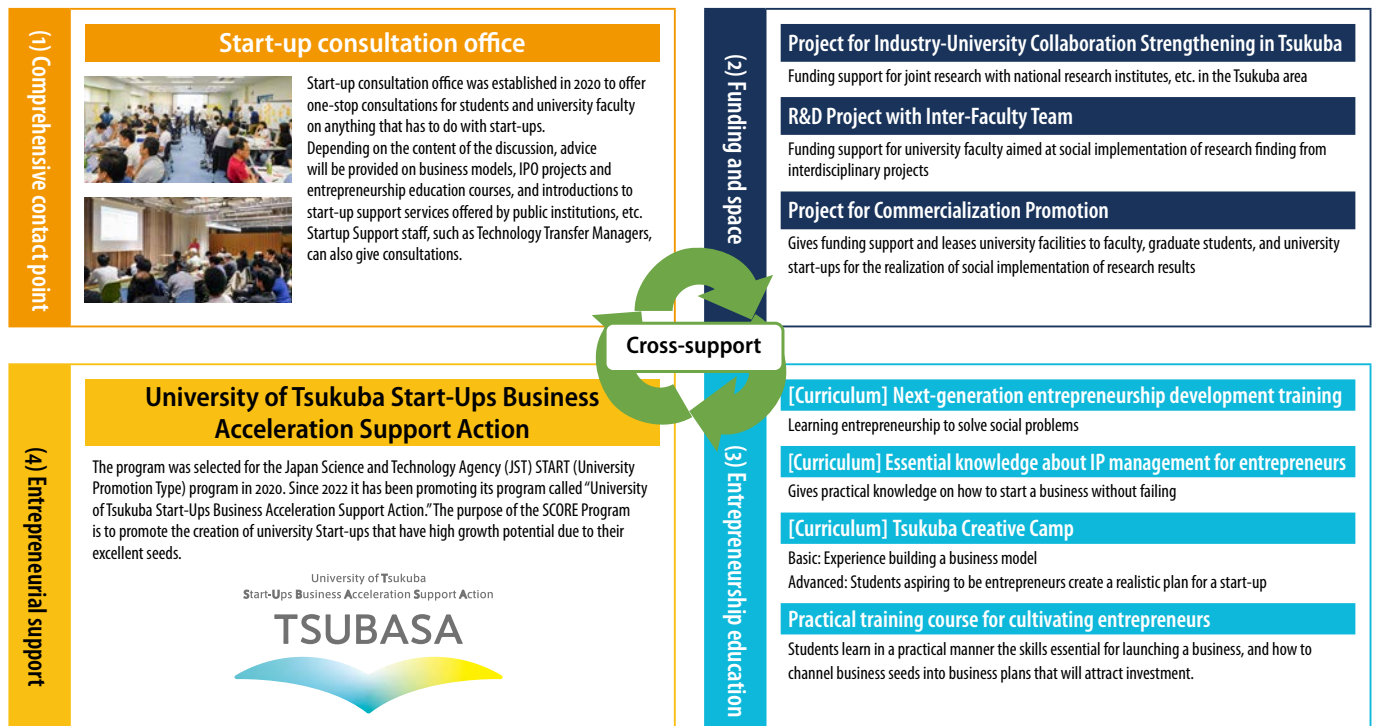 (1) Comprehensive contact point
Start-up consultation office
Start-up consultation office was established in 2020 to offer
one-stop consultations for students and university faculty
on anything that has to do with start-ups.
Depending on the content of the discussion, advice
will be provided on business models, IPO projects and
entrepreneurship education courses, and introductions to
start-up support services offered by public institutions, etc.
Startup Support staff, such as Technology Transfer Managers,
can also give consultations.
(2) Funding and space
Project for Industry-University Collaboration Strengthening in Tsukuba
Funding support for joint research with national research institutes, etc. in the Tsukuba area
R&D Project with Inter-Faculty Team
Funding support for university faculty aimed at social implementation of research finding from
interdisciplinary projects
Project for Commercialization Promotion
Gives funding support and leases university facilities to faculty, graduate students, and university
start-ups for the realization of social implementation of research results
Cross-support
(3) Entrepreneurship education
[Curriculum] Next-generation entrepreneurship development training
Learning entrepreneurship to solve social problems
[Curriculum] Essential knowledge about IP management for entrepreneurs
Gives practical knowledge on how to start a business without failing
[Curriculum] Tsukuba Creative Camp
Basic: Experience building a business model
Advanced: Students aspiring to be entrepreneurs create a realistic plan for a start-up
Practical training course for cultivating entrepreneurs
Students learn in a practical manner the skills essential for launching a business, and how to
channel business seeds into business plans that will attract investment.
(4) Entrepreneurial support
University of Tsukuba Start-Ups Business
Acceleration Support Action
The program was selected for the Japan Science and Technology Agency (JST) START (University
Promotion Type) program in 2020. Since 2022 it has been promoting its program called “University
of Tsukuba Start-Ups Business Acceleration Support Action.” The purpose of the SCORE Program
is to promote the creation of university Start-ups that have high growth potential due to their
excellent seeds.
University of Tsukuba
Start-Ups Business Acceleration Support Action
TSUBASA